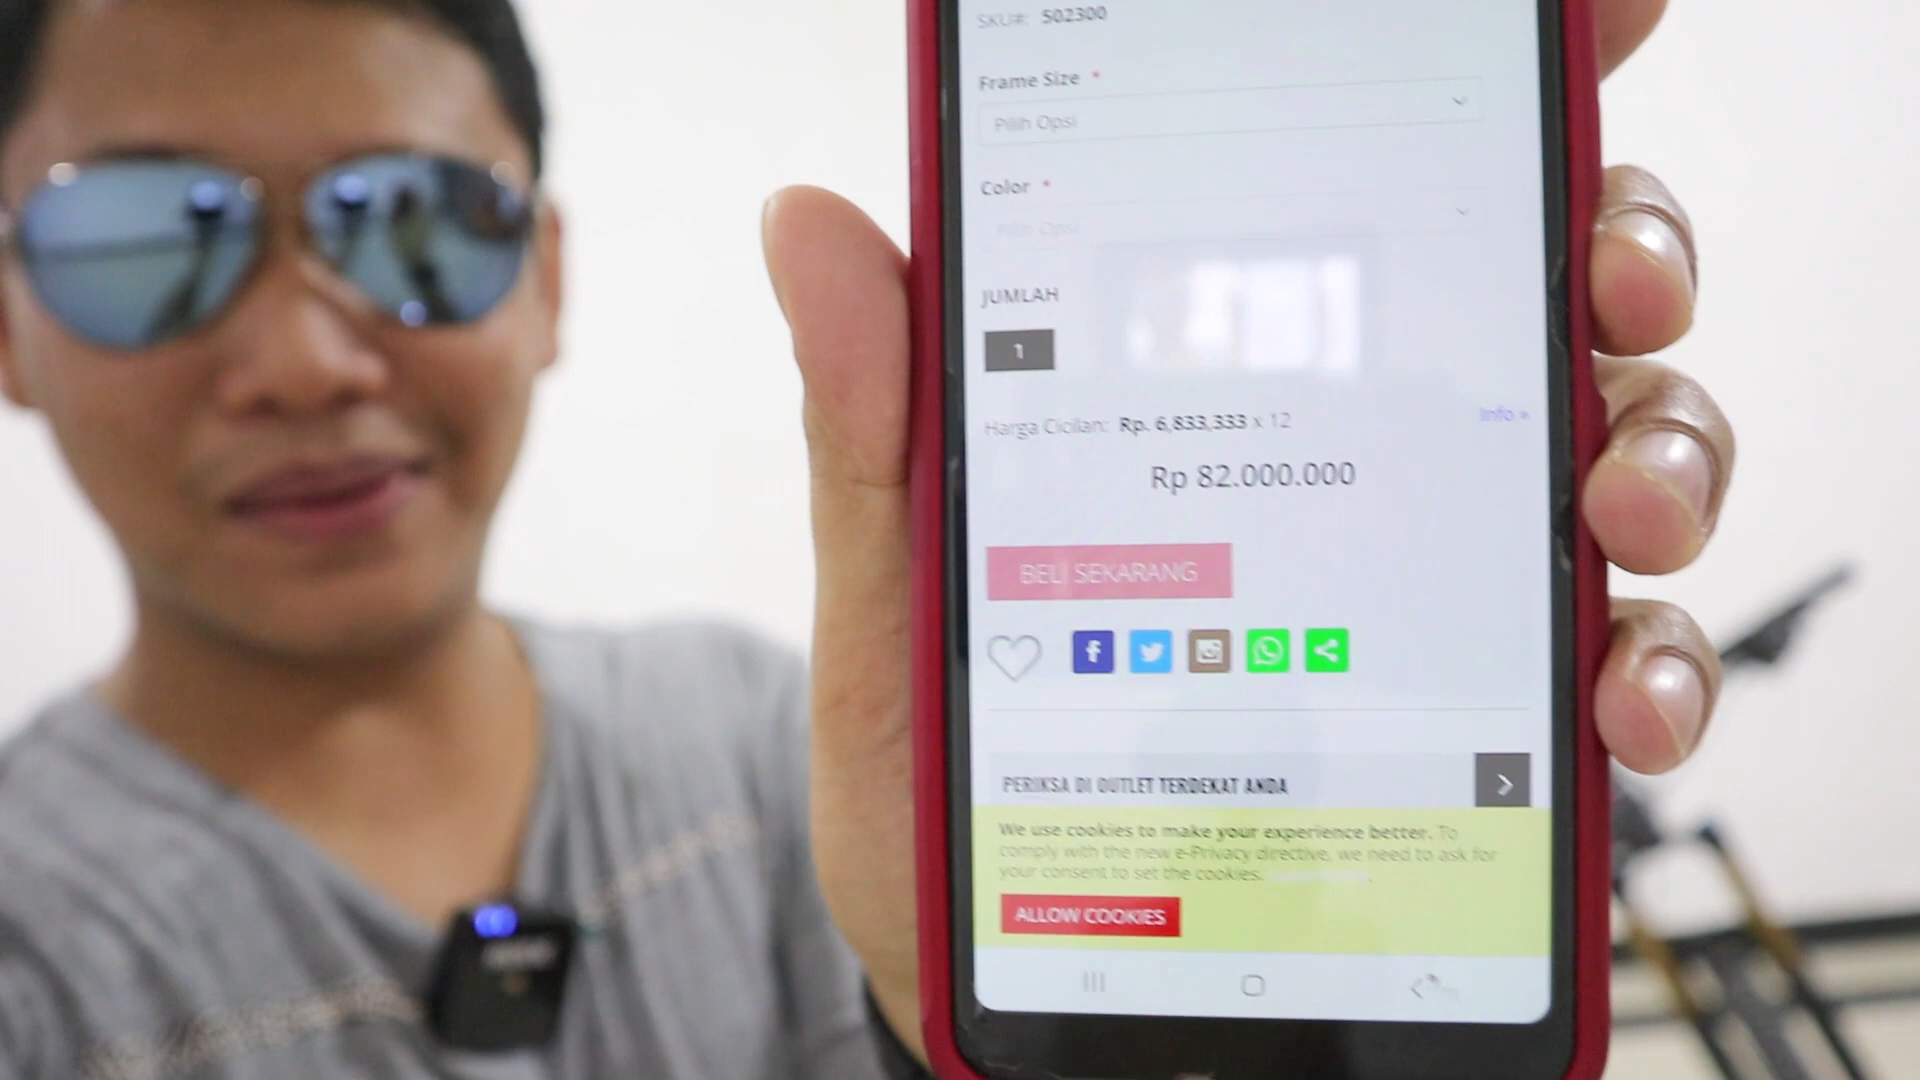 SKU#: 502300
Frame Size *
Pilih Opsi
Color *
Pilih Opsi
JUMLAH
1
Harga Cicilan: Rp. 6,833,333 x 12
Info »
Rp 82.000.000
BELI SEKARANG
PERIKSA DI OUTLET TERDEKAT ANDA
We use cookies to make your experience better. To
comply with the new e-Privacy directive, we need to ask for
your consent to set the cookies.
ALLOW COOKIES